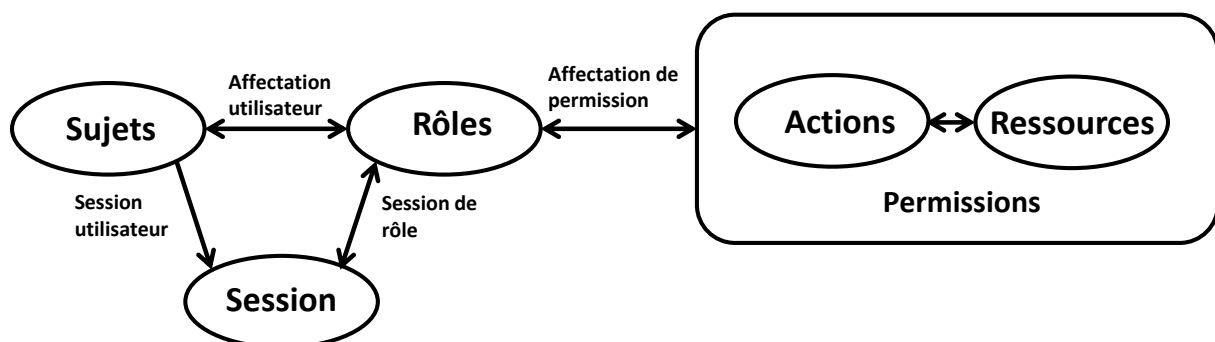 Affectation
utilisateur
Affectation de
permission
Sujets
Rôles
Actions
Ressources
Session
utilisateur
Session de
rôle
Permissions
Session